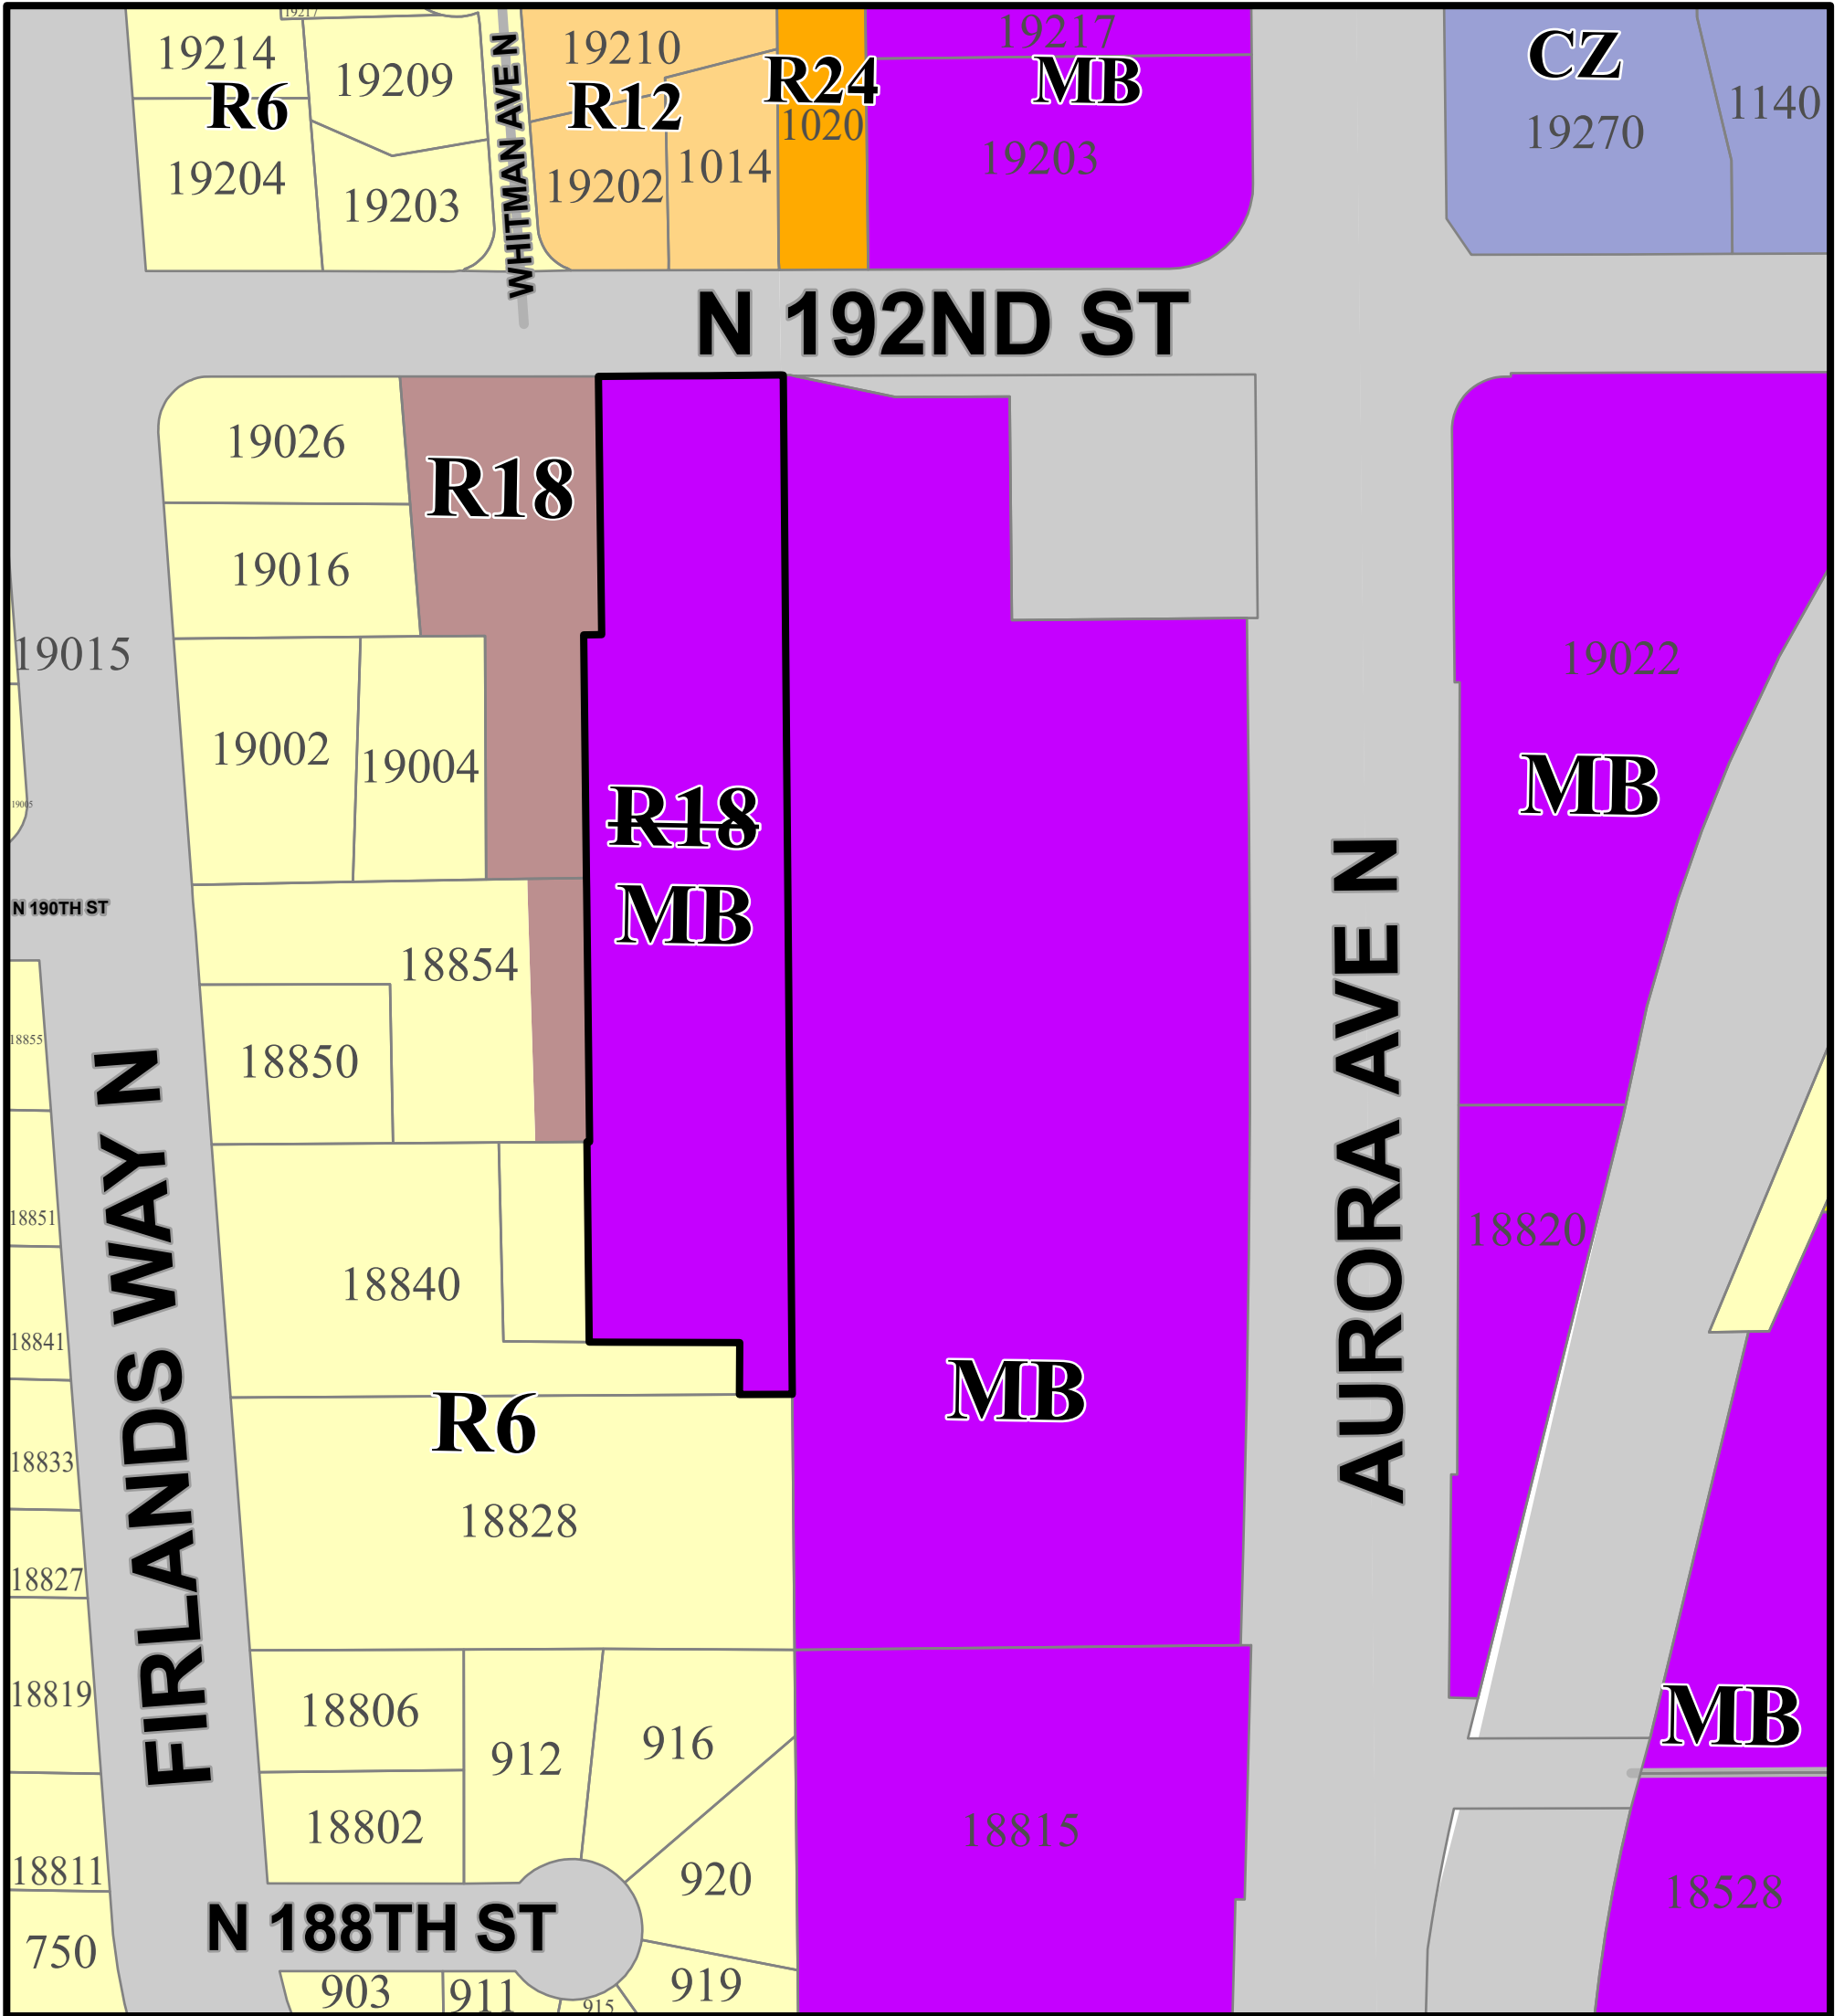 19217
19214
19209
R6
19204
19203
WHITMAN AVE N
19210
R12
19202
1014
R24
1020
19217
MB
19203
CZ
19270
1140
N 192ND ST
19026
R18
19016
19015
19002
19004
19005
R18
MB
19022
MB
N 190TH ST
18854
18855
18850
AURORA AVE N
18851
18820
18840
18841
FIRLANDS WAY N
MB
R6
18833
18828
18827
18819
18806
912
916
MB
18802
18815
18811
920
18528
N 188TH ST
750
903
911
915
919